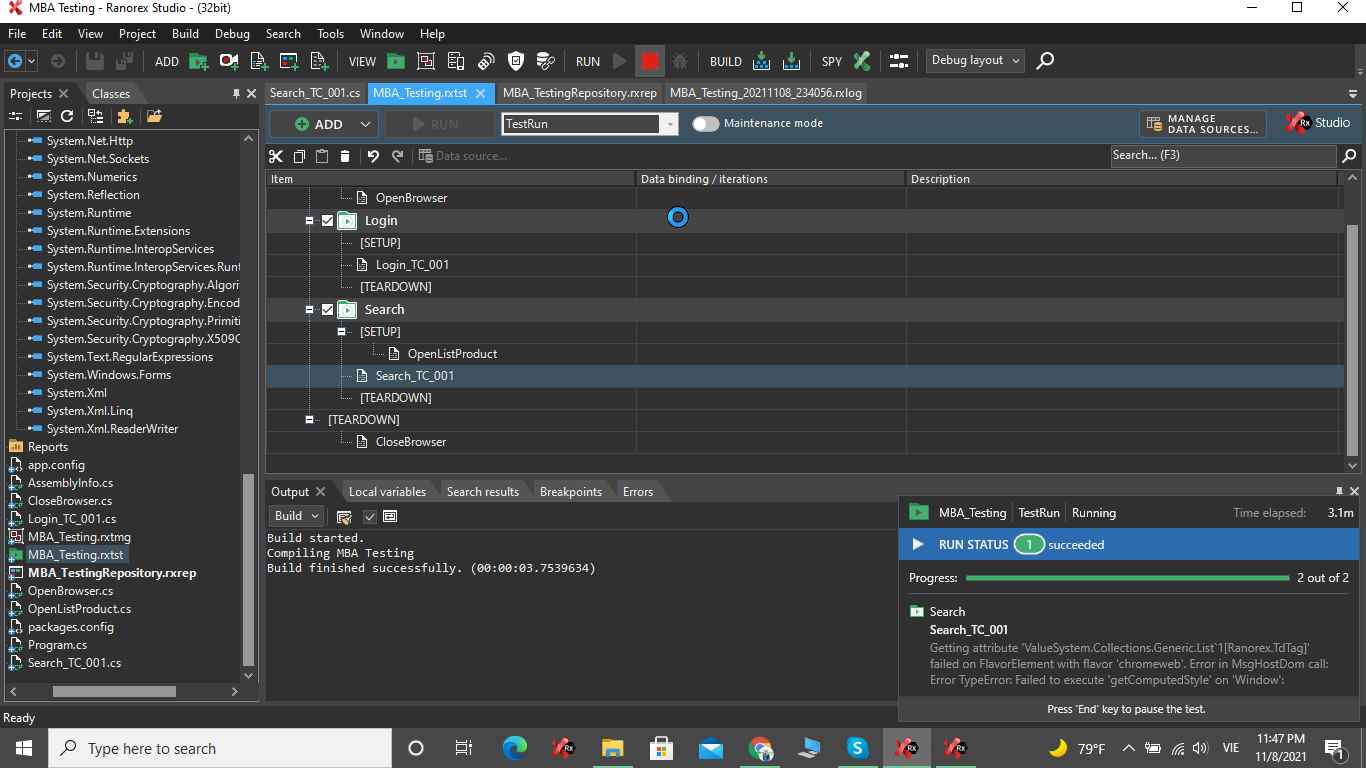 MBA Testing - Ranorex Studio - (32bit)
File Edit View Project Build Debug Search Tools Window Help
ADD VIEW RUN BUILD SPY Debug layout
Projects Classes
Search_TC_001.cs MBA_Testing.rxtst MBA_TestingRepository.rxrep MBA_Testing_20211108_234056.rxlog
ADD RUN TestRun Maintenance mode MANAGE
DATA SOURCES... Rx Studio
Data source... Search... (F3)
Item Data binding / iterations Description
OpenBrowser
Login
[SETUP]
Login_TC_001
[TEARDOWN]
Search
[SETUP]
OpenListProduct
Search_TC_001
[TEARDOWN]
[TEARDOWN]
CloseBrowser
System.Net.Http
System.Net.Sockets
System.Numerics
System.Reflection
System.Runtime
System.Runtime.Extensions
System.Runtime.InteropServices
System.Runtime.InteropServices.Runt
System.Security.Cryptography.Algori
System.Security.Cryptography.Encod
System.Security.Cryptography.Primiti
System.Security.Cryptography.X509C
System.Text.RegularExpressions
System.Windows.Forms
System.Xml
System.Xml.Linq
System.Xml.ReaderWriter
Reports
app.config
AssemblyInfo.cs
CloseBrowser.cs
Login_TC_001.cs
MBA_Testing.rxtmg
MBA_Testing.rxtst
MBA_TestingRepository.rxrep
OpenBrowser.cs
OpenListProduct.cs
packages.config
Program.cs
Search_TC_001.cs
Output Local variables Search results Breakpoints Errors
Build
Build started.
Compiling MBA Testing
Build finished successfully. (00:00:03.7539634)
MBA_Testing TestRun Running Time elapsed: 3.1m
RUN STATUS 1 succeeded
Progress: 2 out of 2
Search
Search_TC_001
Getting attribute 'ValueSystem.Collections.Generic.List`1[Ranorex.TdTag]'
failed on FlavorElement with flavor 'chromeweb'. Error in MsgHostDom call:
Error TypeError: Failed to execute 'getComputedStyle' on 'Window':
Press 'End' key to pause the test.
Ready
Type here to search
79°F VIE 11:47 PM
11/8/2021
1